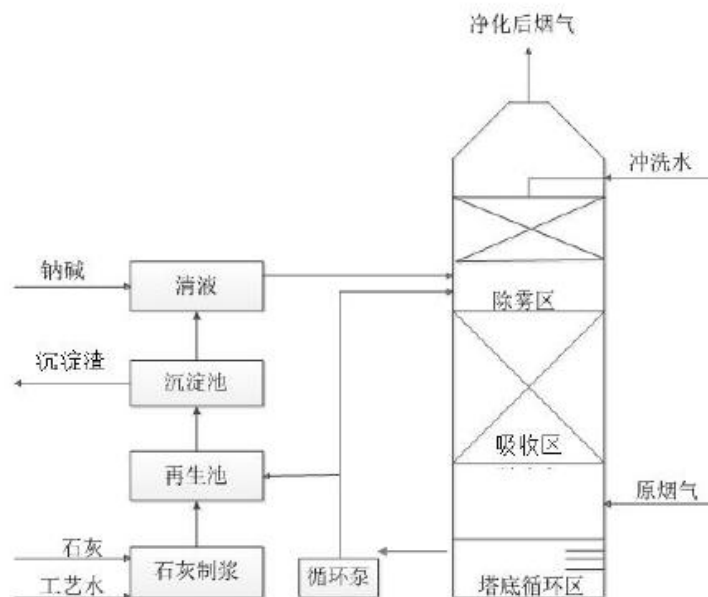 净化后烟气
冲洗水
钠碱
清液
除雾区
沉淀渣
沉淀池
吸收区
再生池
原烟气
石灰
石灰制浆
工艺水
循环泵
塔底循环区